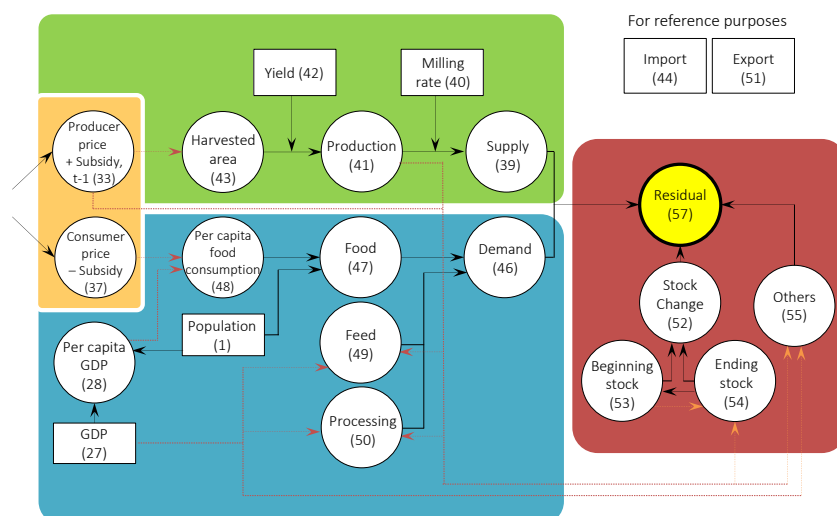 For reference purposes
Import
(44)
Export
(51)
Yield (42)
Milling
rate (40)
Producer
price
+ Subsidy,
t-1 (33)
Harvested
area
(43)
Production
(41)
Supply
(39)
Residual
(57)
Consumer
price
– Subsidy
(37)
Per capita
food
consumption
(48)
Food
(47)
Demand
(46)
Stock
Change
(52)
Others
(55)
Population
(1)
Feed
(49)
Per capita
GDP
(28)
Beginning
stock
(53)
Ending
stock
(54)
Processing
(50)
GDP
(27)